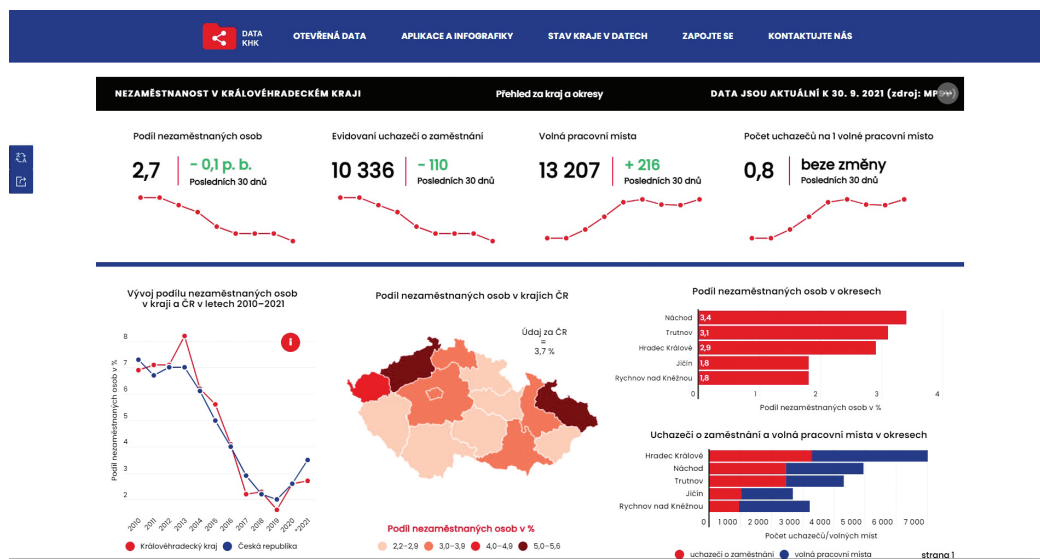 DATA
KHK
OTEVŘENÁ DATA
APLIKACE A INFOGRAFIKY
STAV KRAJE V DATECH
ZAPOJTE SE
KONTAKTUJTE NÁS
NEZAMĚSTNANOST V KRÁLOVÉHRADECKÉM KRAJI
Přehled za kraj a okresy
DATA JSOU AKTUÁLNÍ K 30. 9. 2021 (zdroj:
Podíl nezaměstnaných osob
2,7
- 0,1 p. b.
Posledních 30 dnů
Evidovaní uchazeči o zaměstnání
10 336
- 110
Posledních 30 dnů
Volná pracovní místa
13 207
+ 216
Posledních 30 dnů
Počet uchazečů na 1 volné pracovní místo
0,8
beze změny
Posledních 30 dnů
Vývoj podílu nezaměstnaných osob
v kraji a ČR v letech 2010–2021
Podíl nezaměstnaných osob v %
8
7
6
5
4
3
2
i
2010
2011
2012
2013
2014
2015
2016
2017
2018
2019
2020
*2021
Královéhradecký kraj
Česká republika
Podíl nezaměstnaných osob v krajích ČR
Údaj za ČR
=
3,7 %
Podíl nezaměstnaných osob v %
2,2–2,9
3,0–3,9
4,0–4,9
5,0–5,6
Podíl nezaměstnaných osob v okresech
Náchod 3,4
Trutnov 3,1
Hradec Králové 2,9
Jičín 1,8
Rychnov nad Kněžnou 1,8
0 1 2 3 4
Podíl nezaměstnaných osob v %
Uchazeči o zaměstnání a volná pracovní místa v okresech
Hradec Králové
Náchod
Trutnov
Jičín
Rychnov nad Kněžnou
0 1 000 2 000 3 000 4 000 5 000 6 000 7 000
Počet uchazečů/volných míst
uchazeči o zaměstnání
volná pracovní místa
strana 1